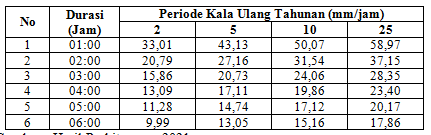 No Durasi (Jam) Periode Kala Ulang Tahunan (mm/jam)
2 5 10 25
1 01:00 33,01 43,13 50,07 58,97
2 02:00 20,79 27,16 31,54 37,15
3 03:00 15,86 20,73 24,06 28,35
4 04:00 13,09 17,11 19,86 23,40
5 05:00 11,28 14,74 17,12 20,17
6 06:00 9,99 13,05 15,16 17,86